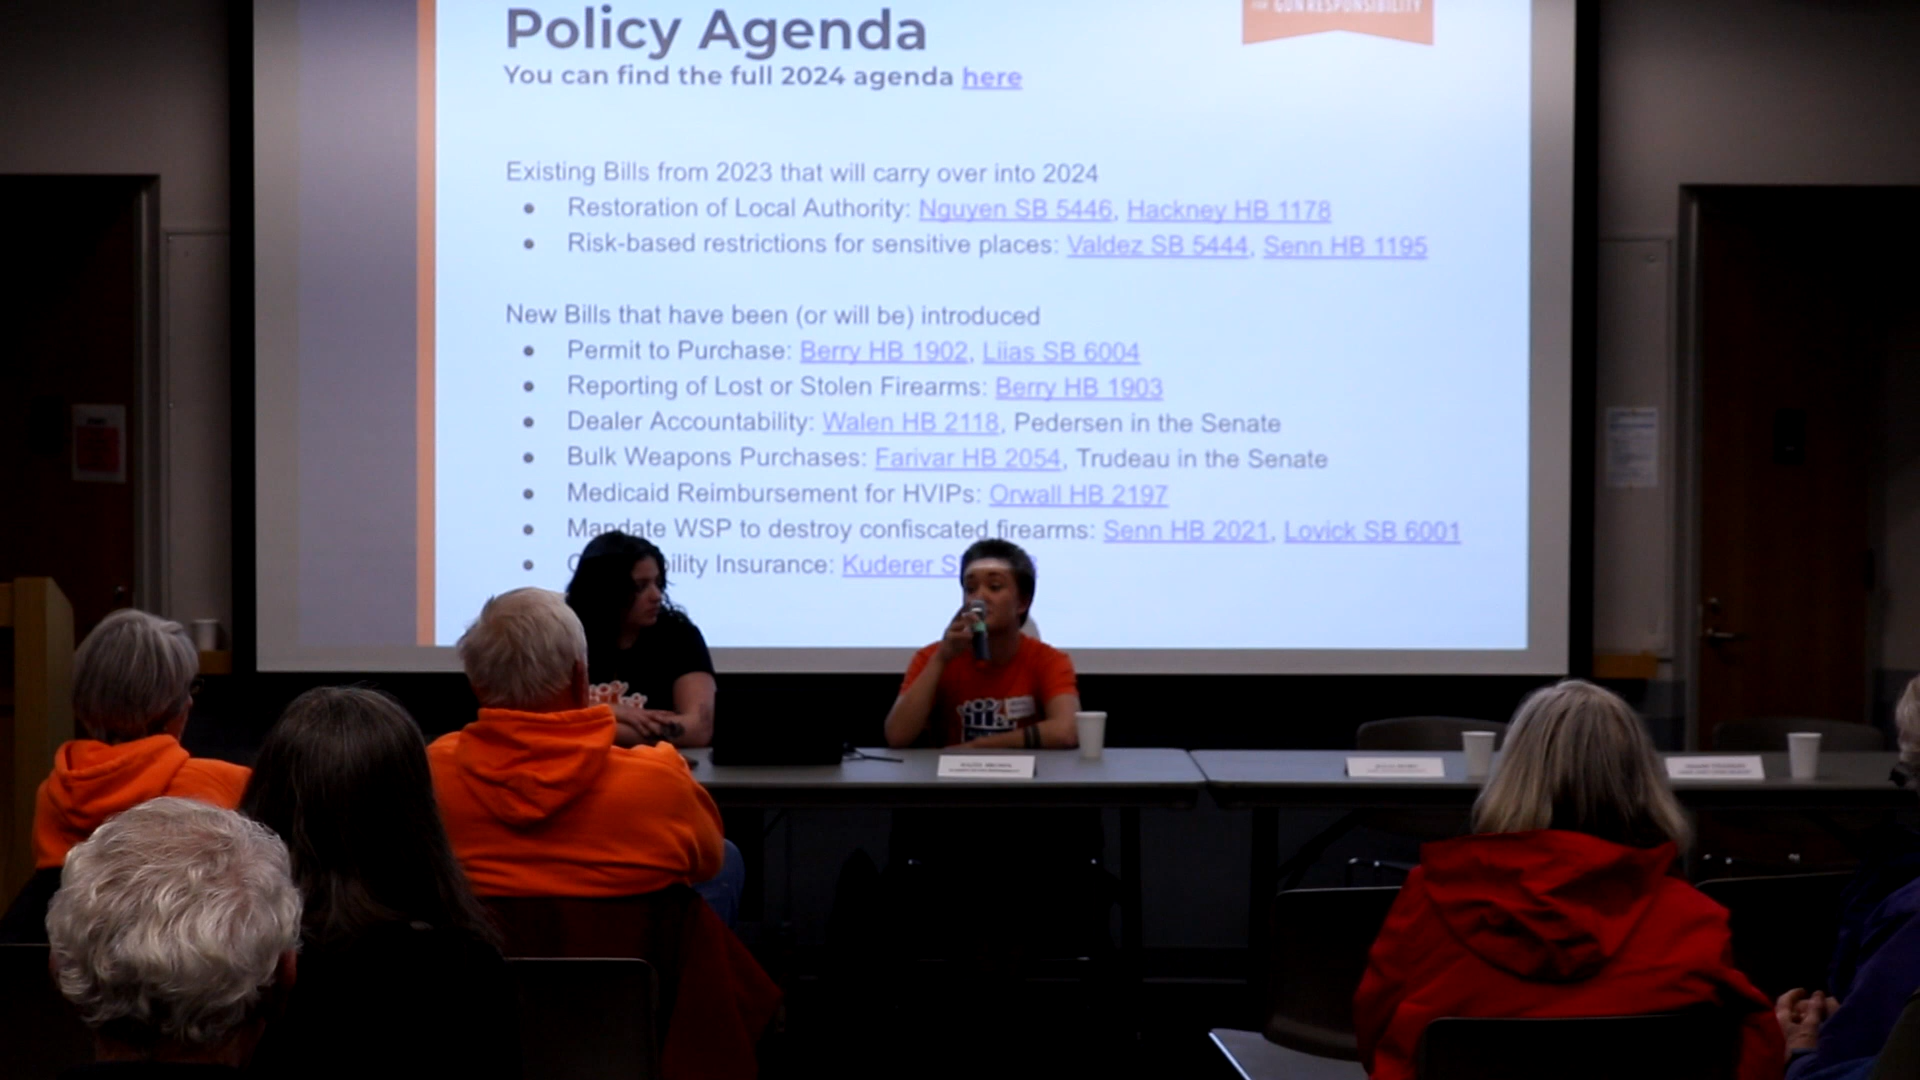 FOR GUN RESPONSIBILITY
Policy Agenda
You can find the full 2024 agenda here
Existing Bills from 2023 that will carry over into 2024
• Restoration of Local Authority: Nguyen SB 5446, Hackney HB 1178
• Risk-based restrictions for sensitive places: Valdez SB 5444, Senn HB 1195
New Bills that have been (or will be) introduced
• Permit to Purchase: Berry HB 1902, Liias SB 6004
• Reporting of Lost or Stolen Firearms: Berry HB 1903
• Dealer Accountability: Walen HB 2118, Pedersen in the Senate
• Bulk Weapons Purchases: Farivar HB 2054, Trudeau in the Senate
• Medicaid Reimbursement for HVIPs: Orwall HB 2197
• Mandate WSP to destroy confiscated firearms: Senn HB 2021, Lovick SB 6001
• Insurance: Kuderer